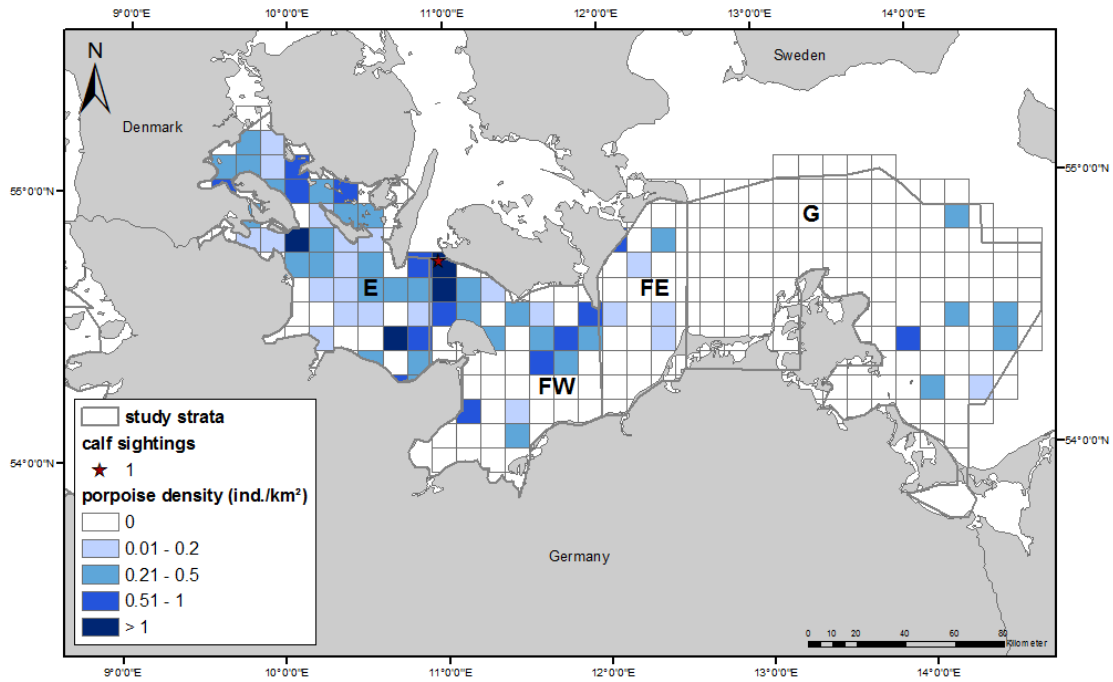 9°0'0"E 10°0'0"E 11°0'0"E 12°0'0"E 13°0'0"E 14°0'0"E
N
Sweden
Denmark
55°0'0"N 55°0'0"N
G
E FE
FW
54°0'0"N 54°0'0"N
study strata
calf sightings
1
porpoise density (ind./km²)
0
0.01 - 0.2
0.21 - 0.5
0.51 - 1
> 1
Germany
0 5 10 20 40 60 80
Kilometer
9°0'0"E 10°0'0"E 11°0'0"E 12°0'0"E 13°0'0"E 14°0'0"E